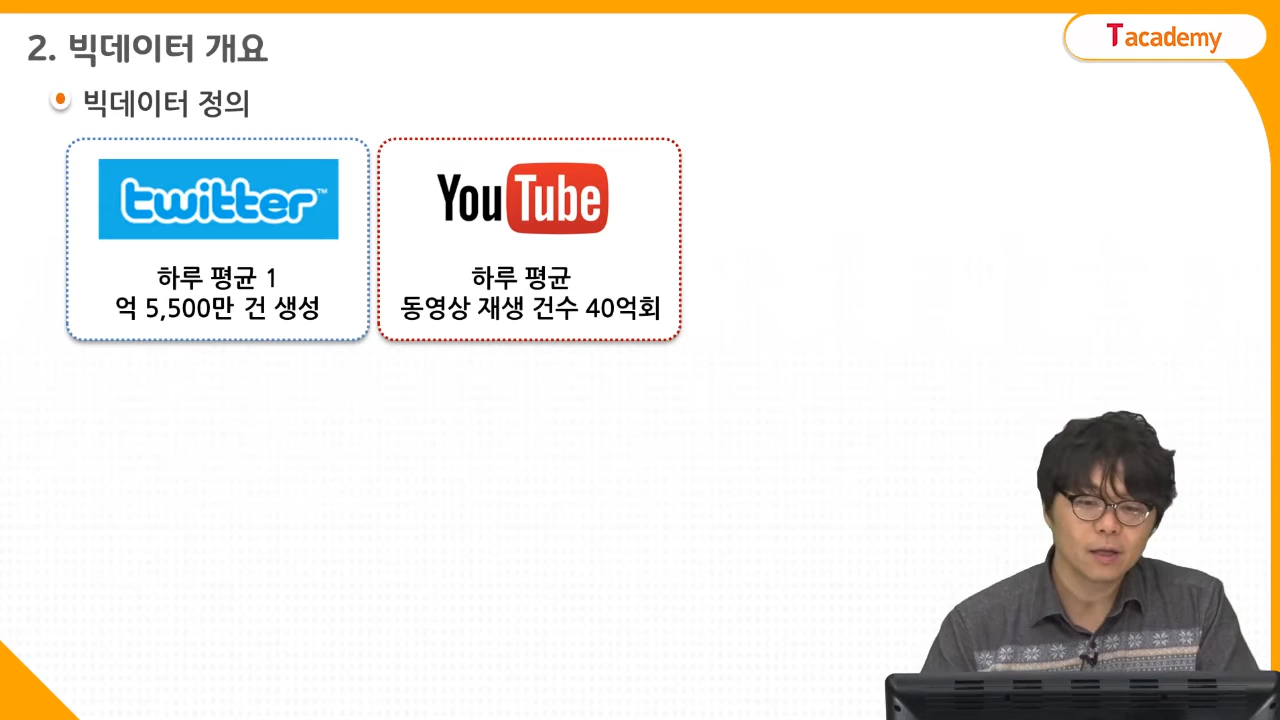 2. 빅데이터 개요
Tacademy
빅데이터 정의
twitter™
하루 평균 1
억 5,500만 건 생성
YouTube
하루 평균
동영상 재생 건수 40억회